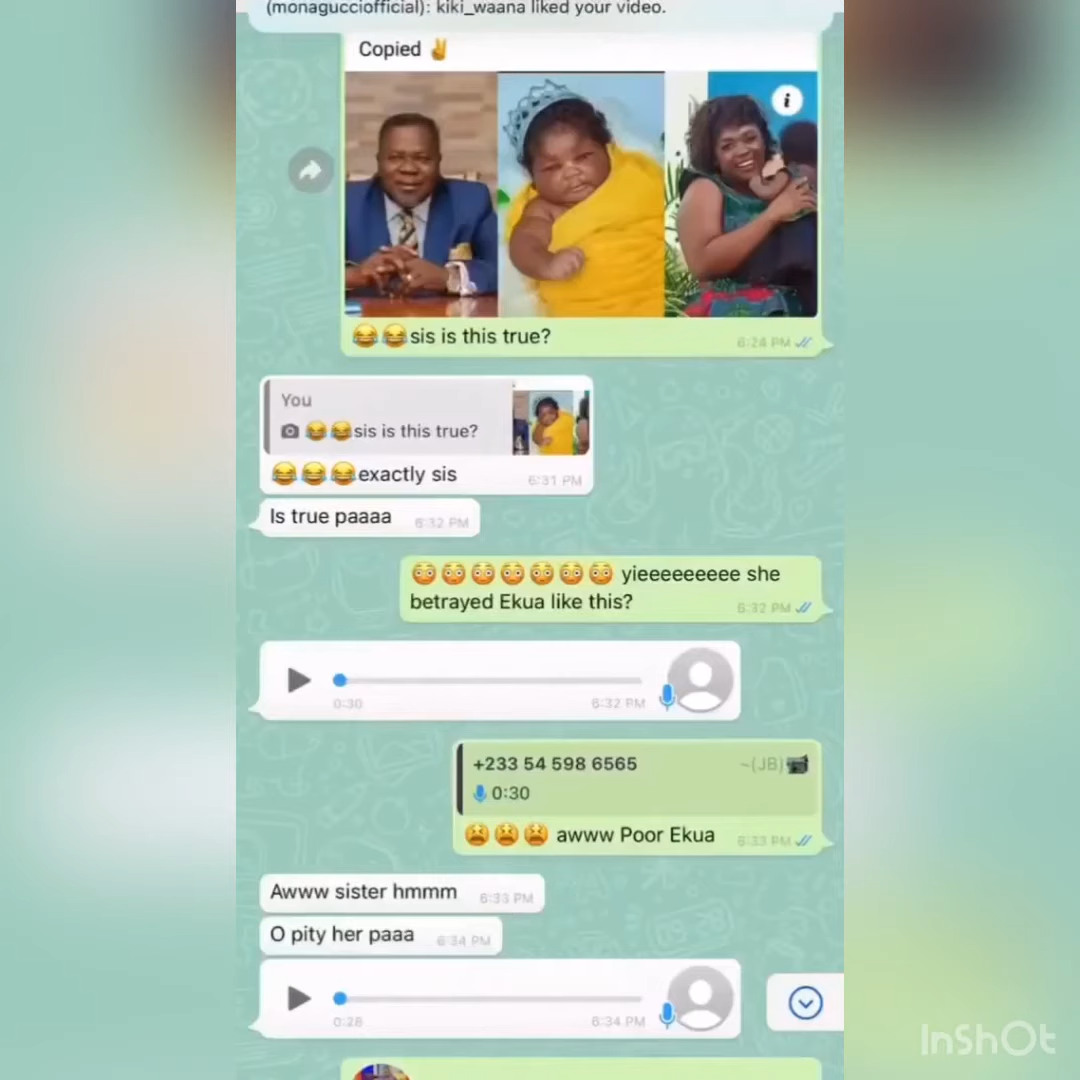 (monagucciofficial): kiki_waana liked your video.
Copied ✌️
😂😂sis is this true?
6:24 PM
You
😂😂sis is this true?
😂😂😂exactly sis
6:31 PM
Is true paaaa
6:32 PM
😳😳😳😳😳😳😳 yieeeeeeeee she
betrayed Ekua like this?
6:32 PM
0:30
6:32 PM
+233 54 598 6565
~(JB)📹
0:30
😫😫😫 awww Poor Ekua
6:33 PM
Awww sister hmmm
6:33 PM
O pity her paaa
6:34 PM
0:28
6:34 PM
InShOt